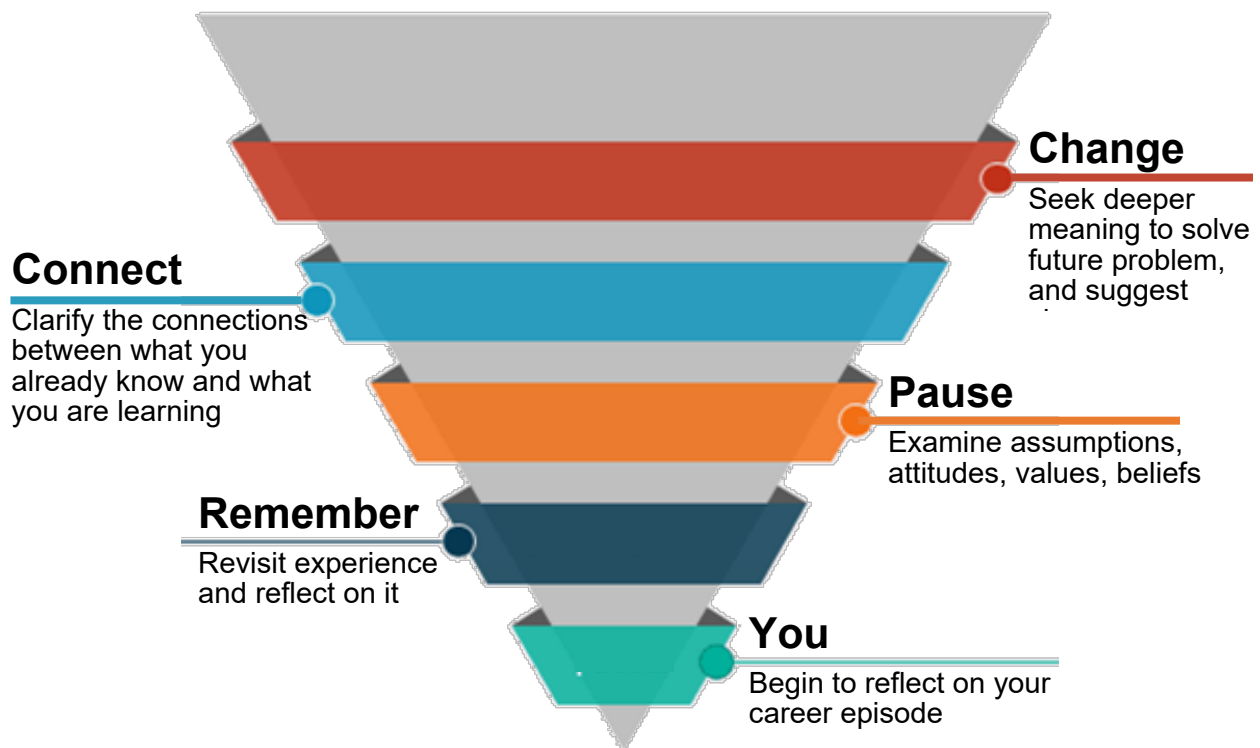 Change
Seek deeper
meaning to solve
future problem,
and suggest
Connect
Clarify the connections
between what you
already know and what
you are learning
Pause
Examine assumptions,
attitudes, values, beliefs
Remember
Revisit experience
and reflect on it
You
Begin to reflect on your
career episode